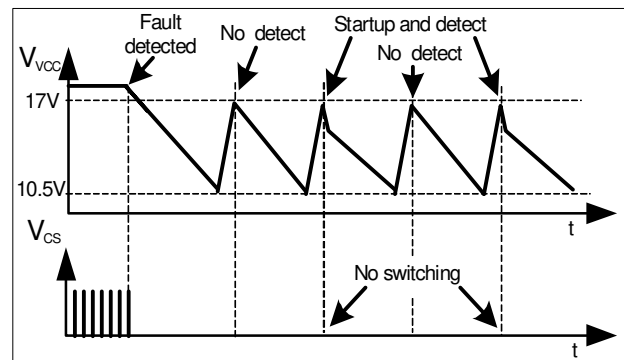 Fault
detected
No detect
Startup and detect
No detect
VVCC
17V
10.5V
t
VCS
No switching
t